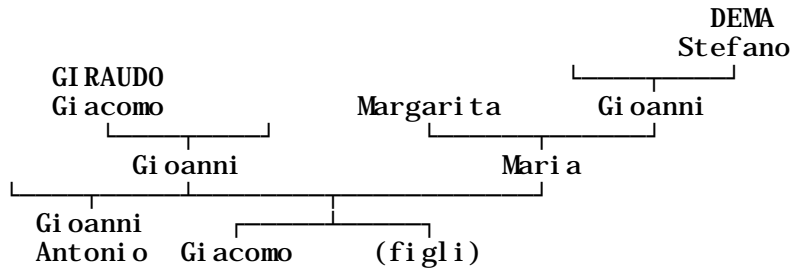 DEMA
Stefano
GIRAUDO
Giacomo Margarita Gioanni
Gioanni Maria
Gioanni
Antonio Giacomo (figli)